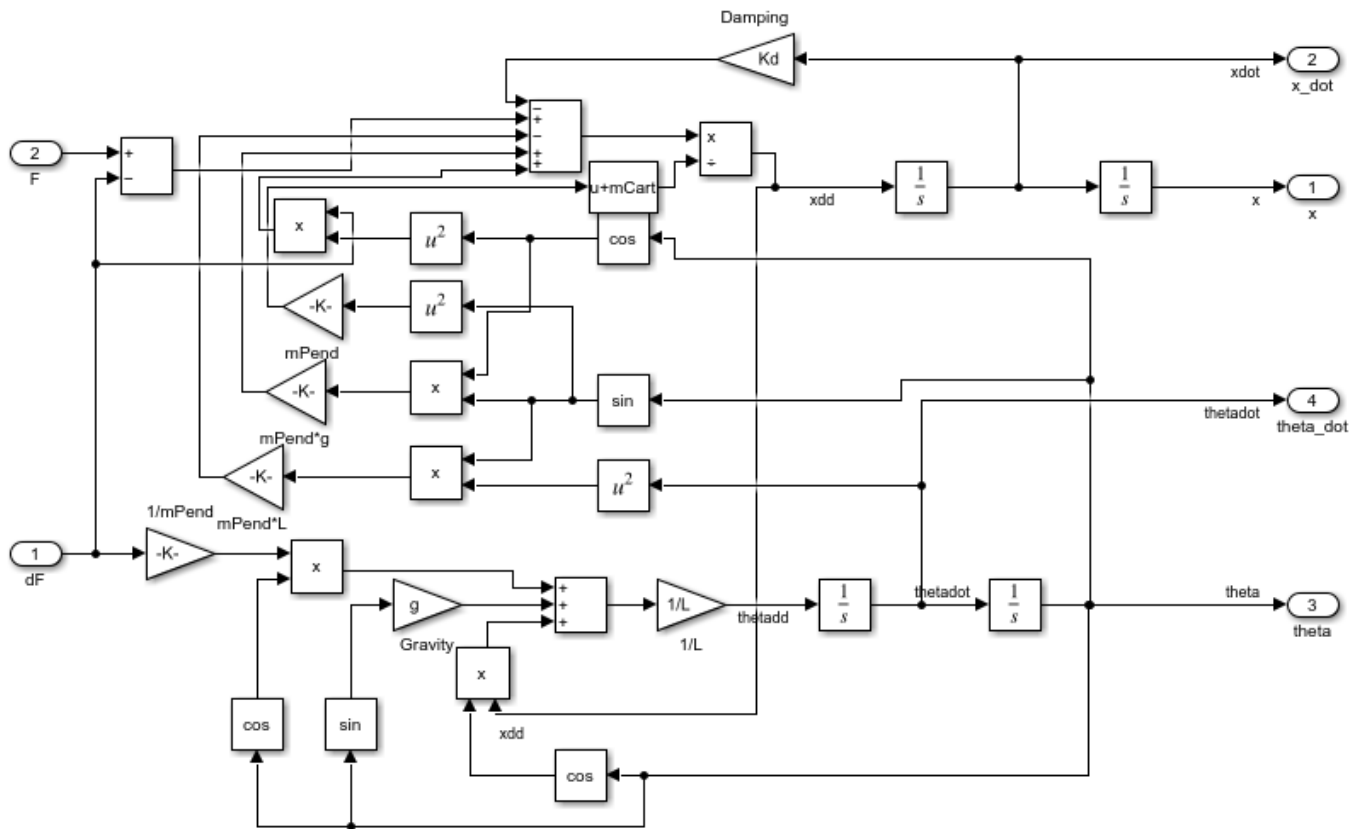 Damping
Kd
xdot
2
x_dot
2
F
+
−
−
+
−
+
+
x
÷
u+mCart
xdd
1
s
1
s
x
1
x
x
u²
cos
-K-
u²
mPend
-K-
x
sin
thetadot
4
theta_dot
mPend*g
-K-
x
u²
1/mPend
mPend*L
1
dF
-K-
x
g
Gravity
+
+
+
1/L
1/L
thetadd
1
s
thetadot
1
s
theta
3
theta
x
cos
sin
xdd
cos